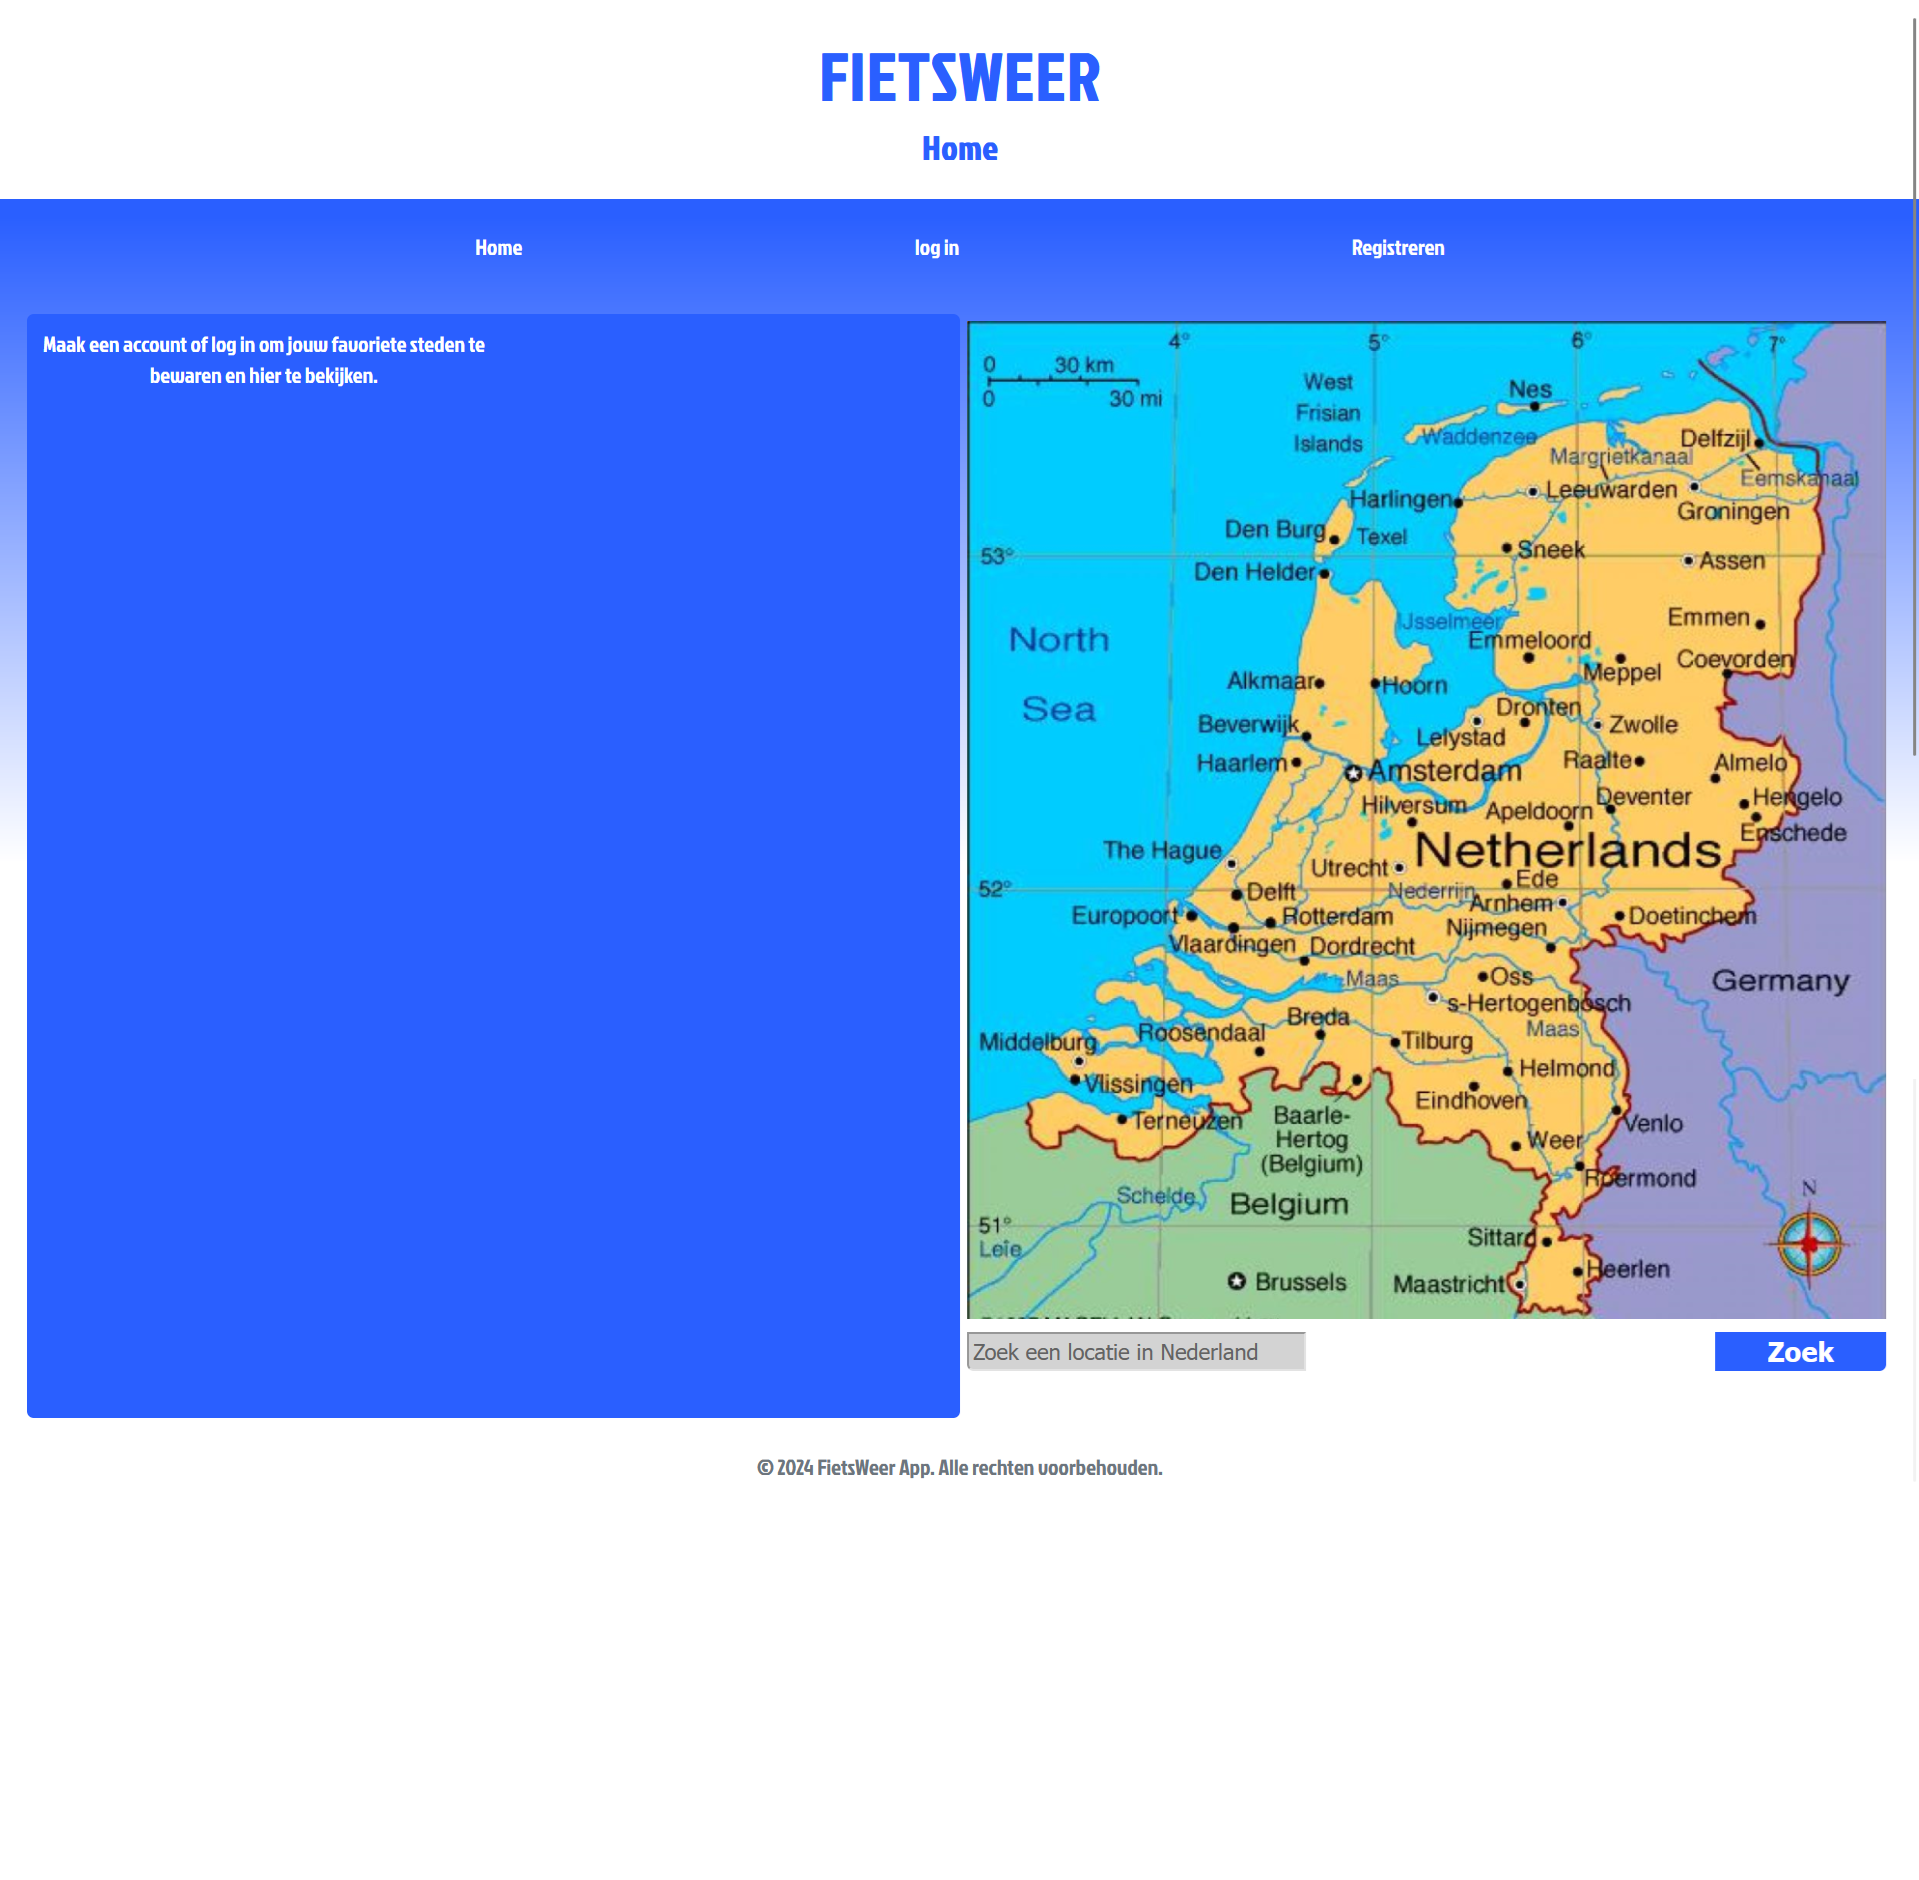 FIETSWEER
Home
Home
log in
Registreren
Maak een account of log in om jouw favoriete steden te
bewaren en hier te bekijken.
4°
5°
6°
7°
0
30 km
0
30 mi
West
Frisian
Islands
Nes
Waddenzee
Delfzijl
Margrietkanaal
Eemskanaal
Harlingen
Leeuwarden
Groningen
Den Burg
Texel
53°
Sneek
Assen
Den Helder
Emmen
IJsselmeer
North
Sea
Emmeloord
Meppel
Coevorden
Alkmaar
Hoorn
Dronten
Beverwijk
Lelystad
Zwolle
Haarlem
Amsterdam
Raalte
Almelo
Hilversum
Apeldoorn
Deventer
Hengelo
Enschede
Netherlands
The Hague
Utrecht
52°
Delft
Nederrijn
Ede
Arnhem
Europoort
Rotterdam
Doetinchem
Nijmegen
Vlaardingen
Dordrecht
Maas
Oss
Germany
s-Hertogenbosch
Breda
Maas
Roosendaal
Middelburg
Tilburg
Helmond
Vlissingen
Eindhoven
Terneuzen
Baarle-
Hertog
(Belgium)
Venlo
Weer
Roermond
Schelde
Belgium
N
51°
Leie
Sittard
Heerlen
Brussels
Maastricht
Zoek een locatie in Nederland
Zoek
© 2024 FietsWeer App. Alle rechten voorbehouden.